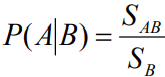 P(A|B) = S_AB / S_B